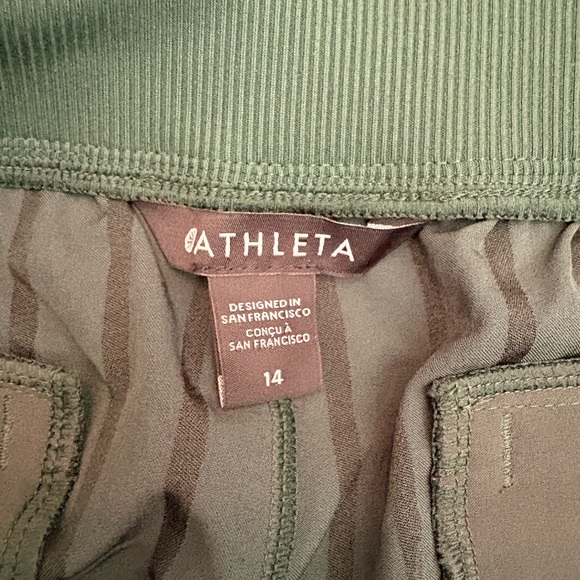 ATHLETA
DESIGNED IN
SAN FRANCISCO
CONÇU À
SAN FRANCISCO
14